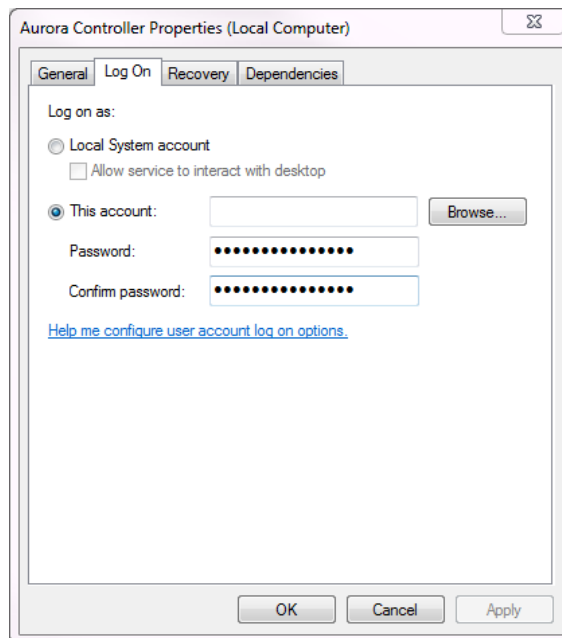 Aurora Controller Properties (Local Computer)
General Log On Recovery Dependencies
Log on as:
Local System account
Allow service to interact with desktop
This account: Browse...
Password: •••••••••••••••
Confirm password: •••••••••••••••
Help me configure user account log on options.
OK Cancel Apply